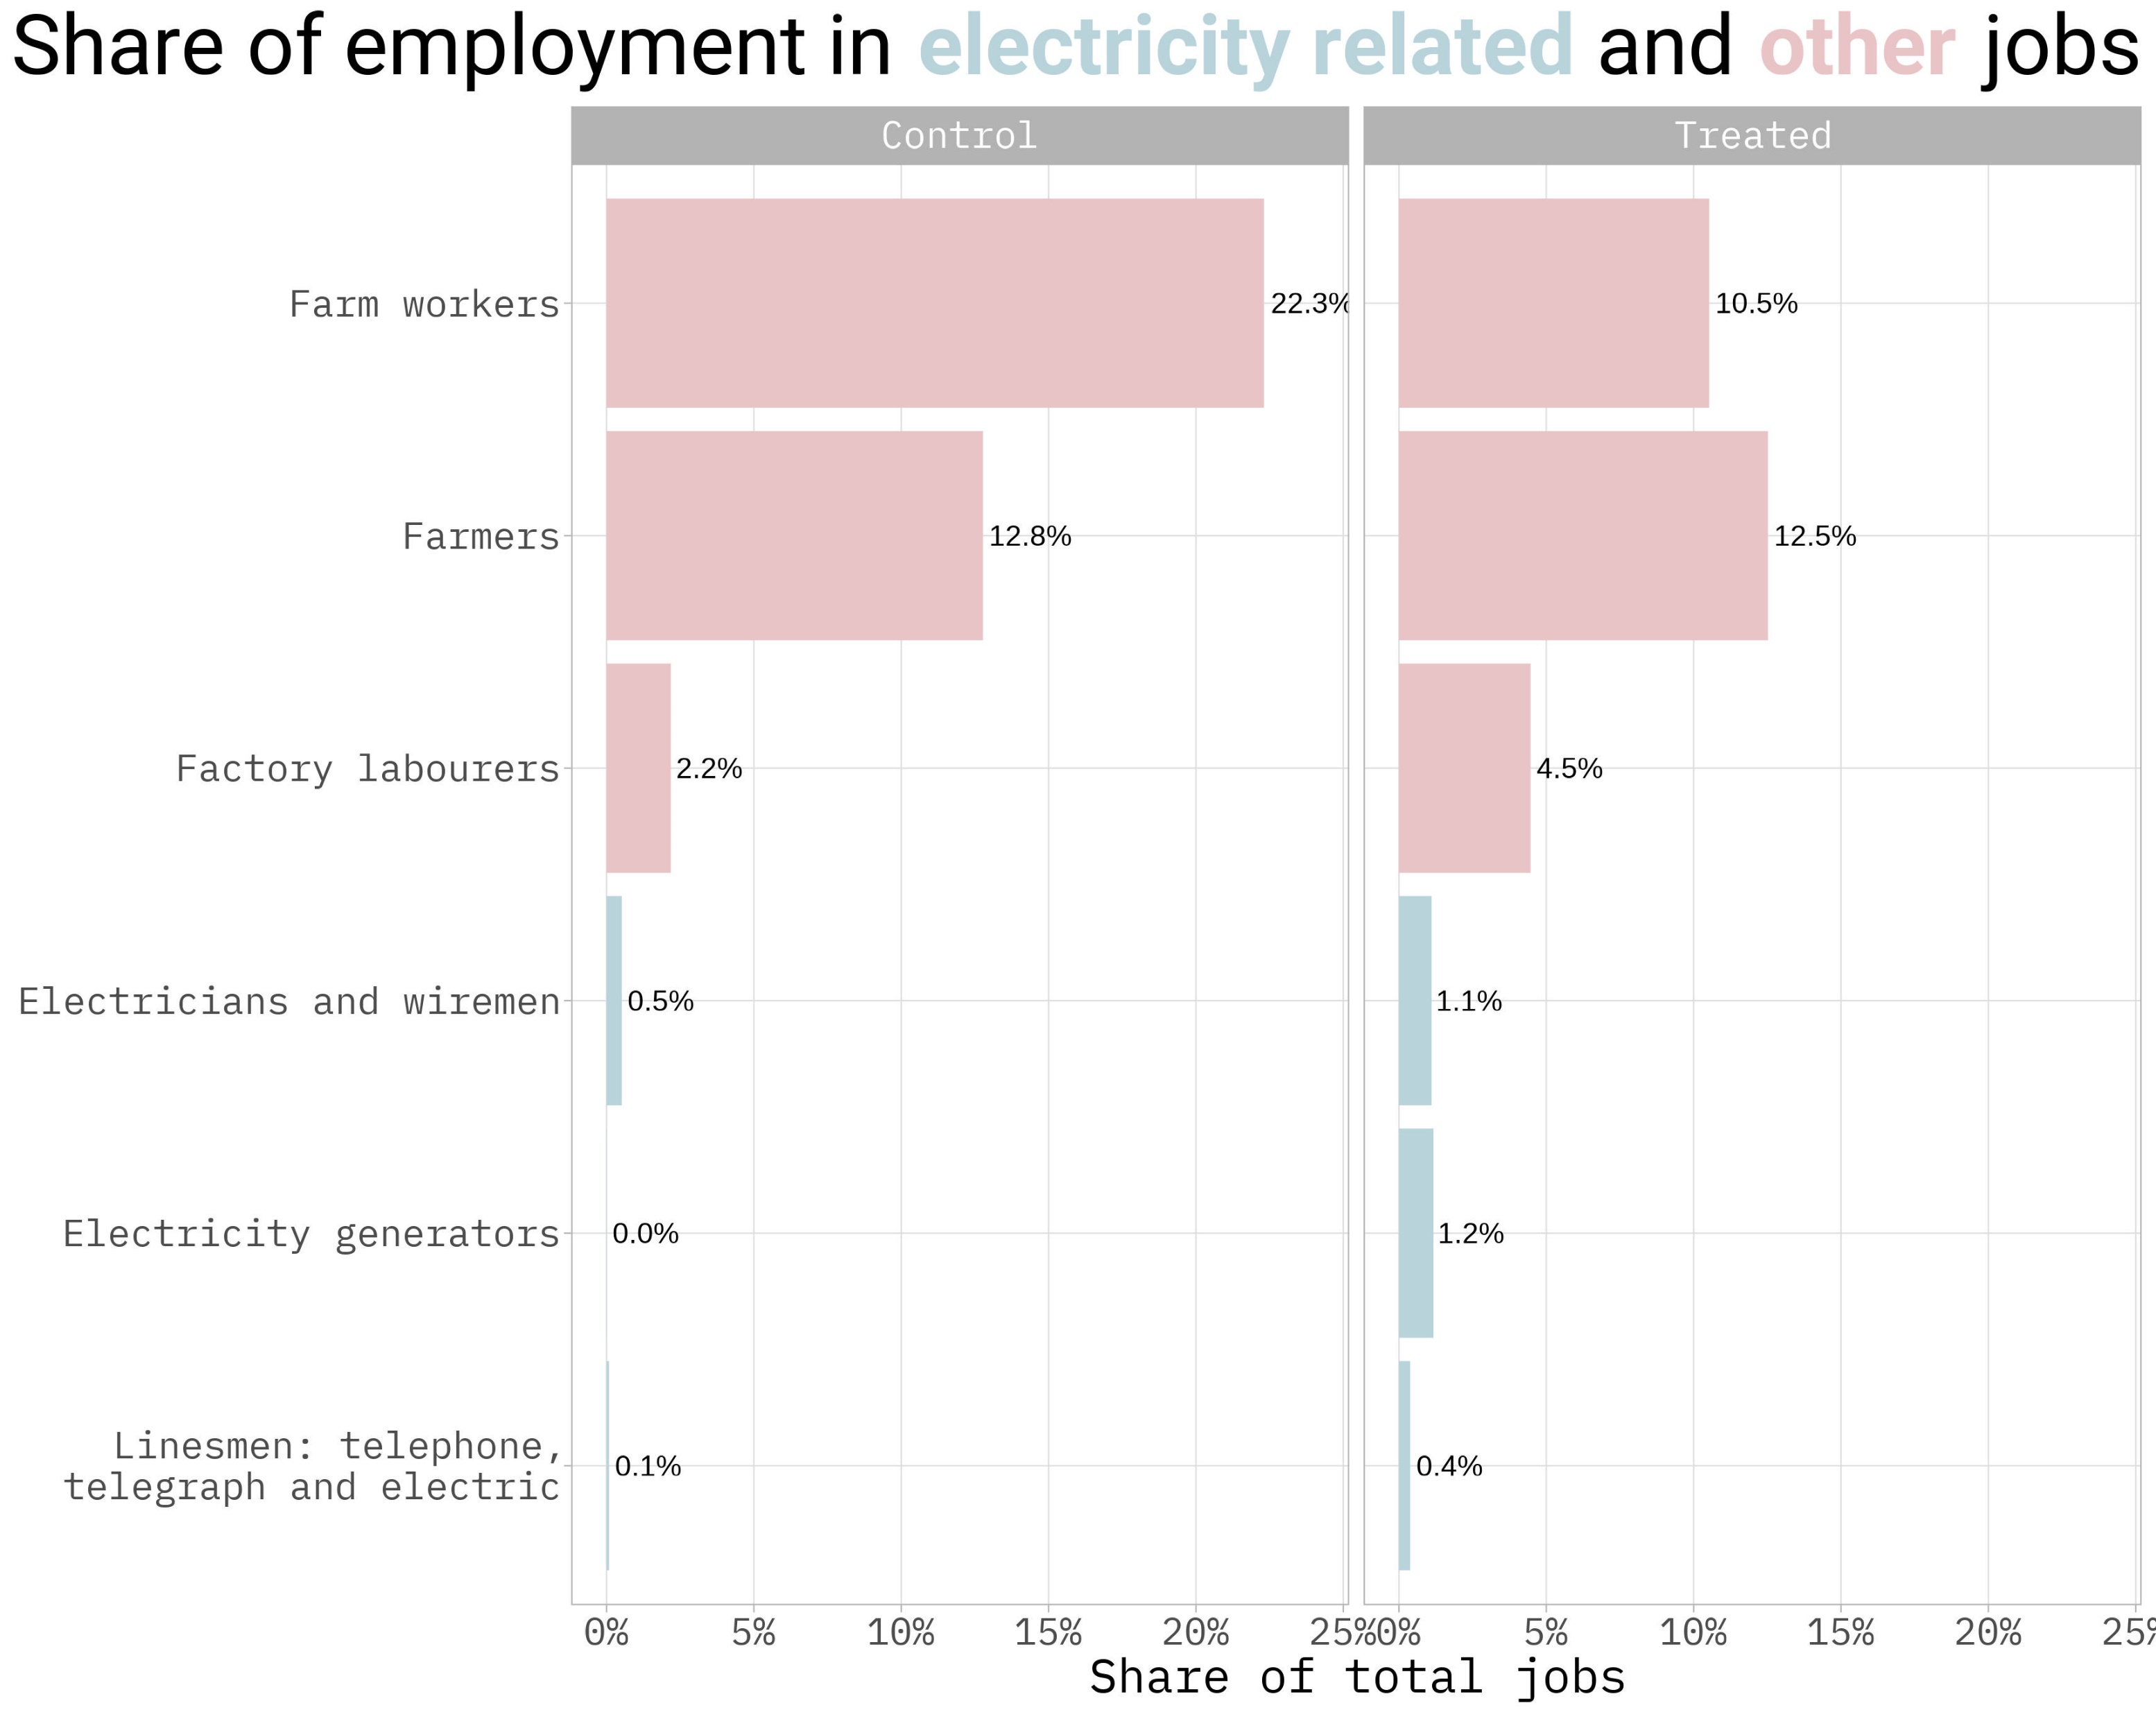 Share of employment in electricity related and other jobs
Control
Treated
Farm workers
22.3%
10.5%
Farmers
12.8%
12.5%
Factory labourers
2.2%
4.5%
Electricians and wiremen
0.5%
1.1%
Electricity generators
0.0%
1.2%
Linesmen: telephone,
telegraph and electric
0.1%
0.4%
0% 5% 10% 15% 20% 25%
0% 5% 10% 15% 20% 25%
Share of total jobs